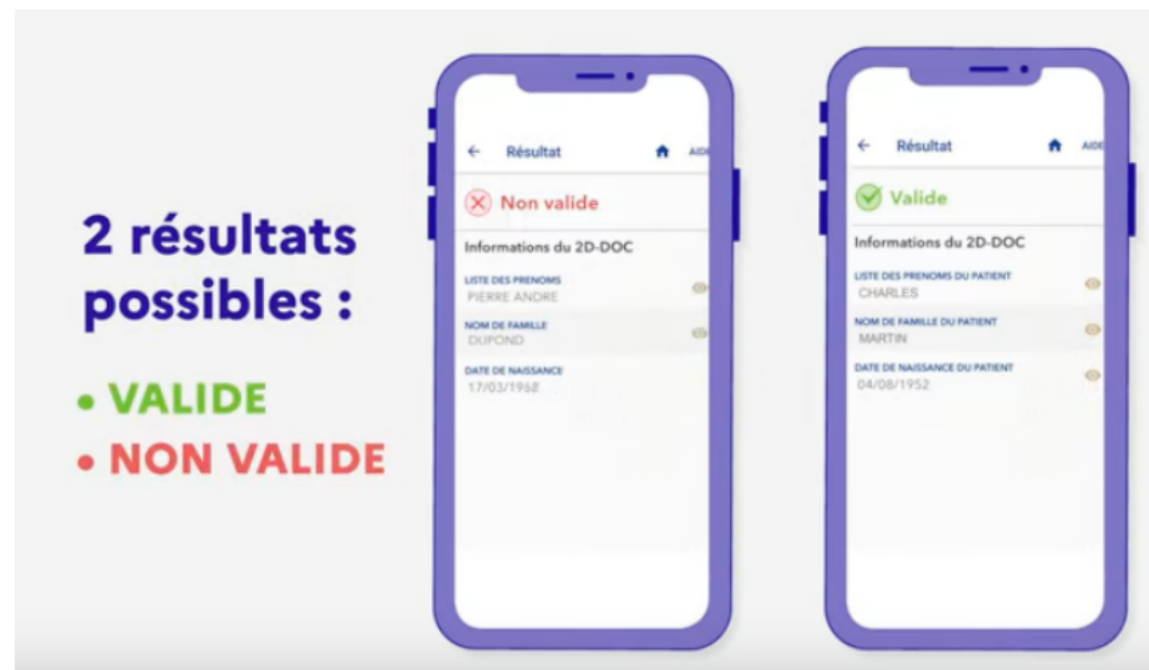 2 résultats
possibles :
• VALIDE
• NON VALIDE
Résultat
AIDE
Non valide
Informations du 2D-DOC
LISTE DES PRENOMS
PIERRE ANDRE
NOM DE FAMILLE
DUPOND
DATE DE NAISSANCE
17/03/1968
Résultat
AIDE
Valide
Informations du 2D-DOC
LISTE DES PRENOMS DU PATIENT
CHARLES
NOM DE FAMILLE DU PATIENT
MARTIN
DATE DE NAISSANCE DU PATIENT
04/08/1952